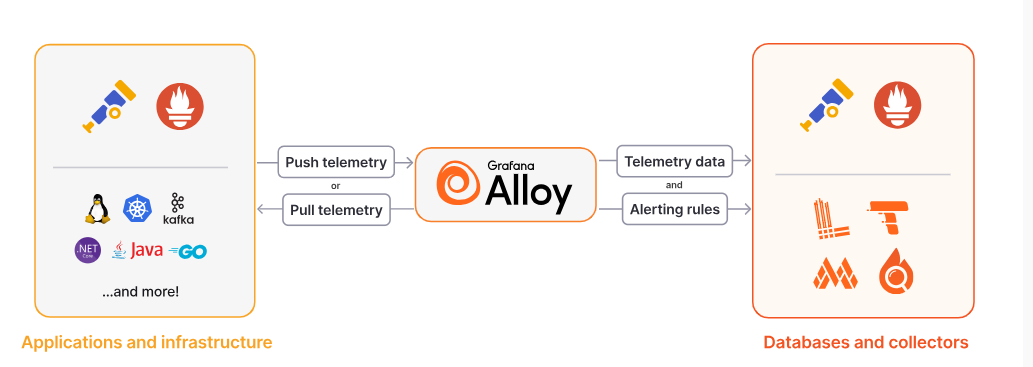 Push telemetry
or
Pull telemetry
Grafana
Alloy
Telemetry data
and
Alerting rules
kafka
.NET
Core
Java
GO
...and more!
Applications and infrastructure
Databases and collectors